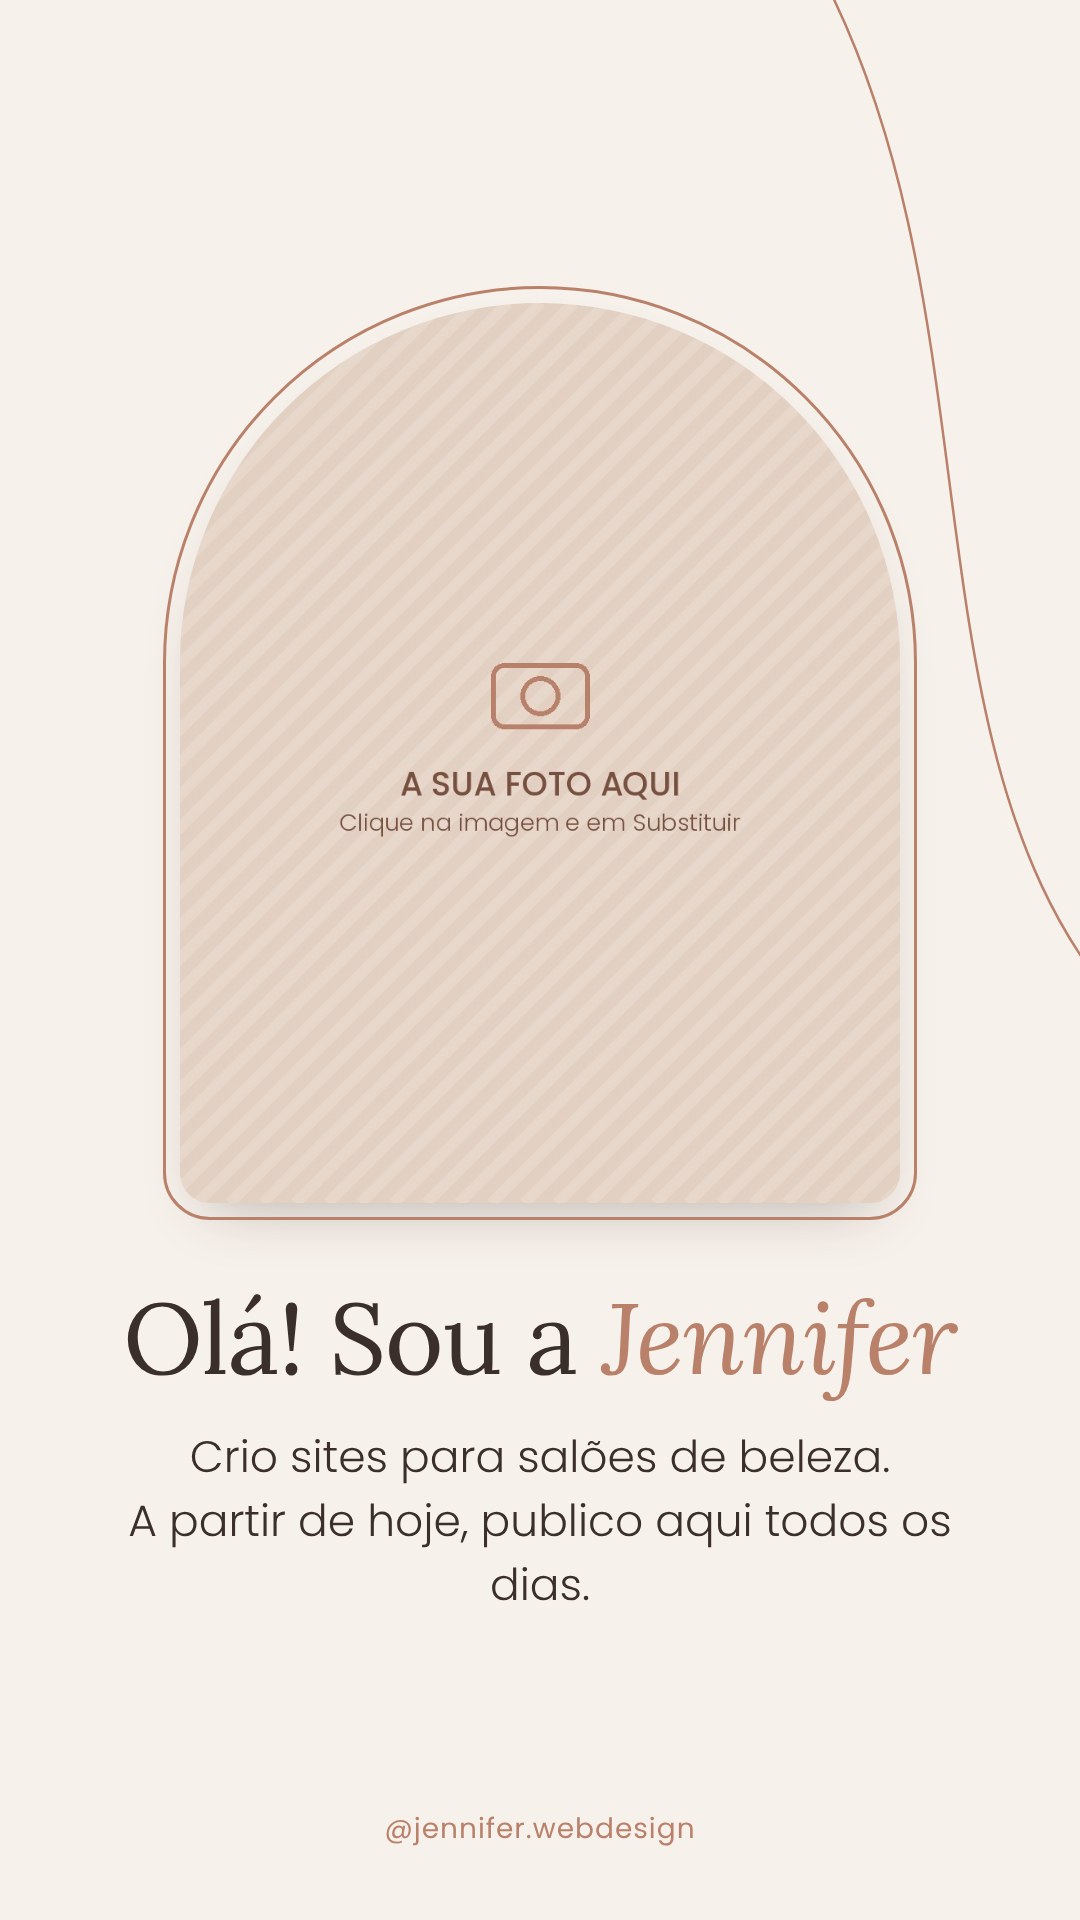 A SUA FOTO AQUI
Clique na imagem e em Substituir
Olá! Sou a Jennifer
Crio sites para salões de beleza.
A partir de hoje, publico aqui todos os
dias.
@jennifer.webdesign